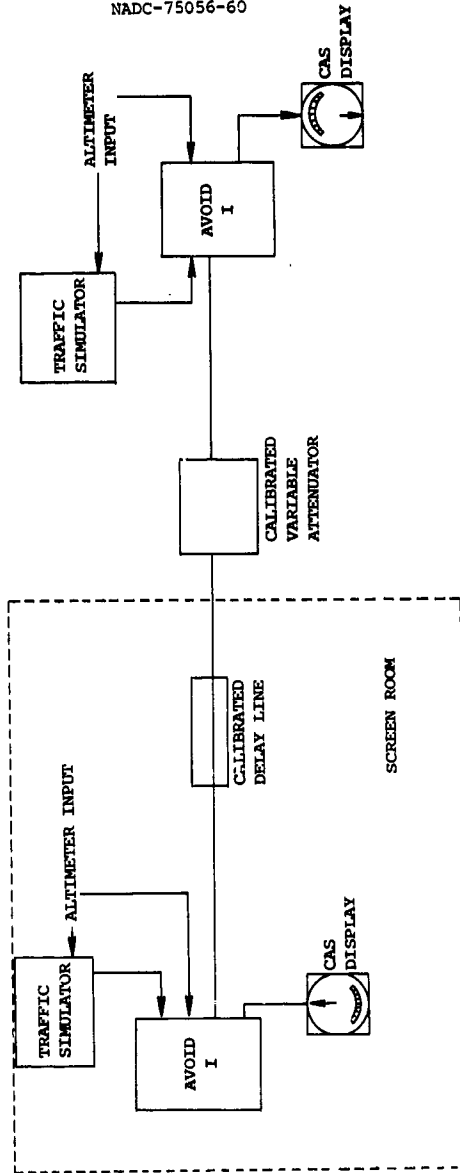 NADC-75056-60
TRAFFIC
SIMULATOR
ALTIMETER INPUT
AVOID
I
CAS
DISPLAY
CALIBRATED
DELAY LINE
SCREEN ROOM
CALIBRATED
VARIABLE
ATTENUATOR
TRAFFIC
SIMULATOR
ALTIMETER
INPUT
AVOID
I
CAS
DISPLAY